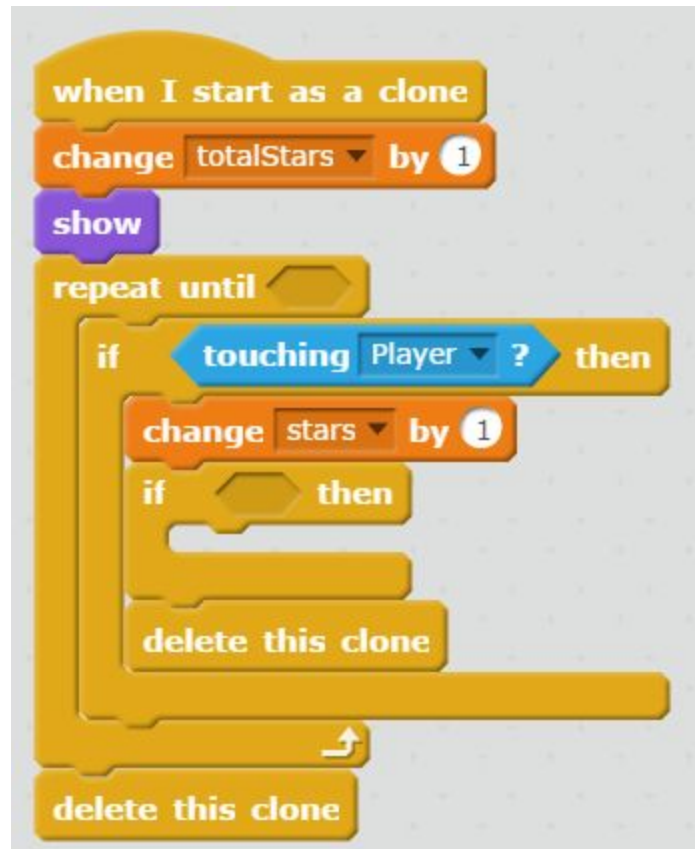 when I start as a clone
change totalStars by 1
show
repeat until
if touching Player ? then
change stars by 1
if then
delete this clone
delete this clone